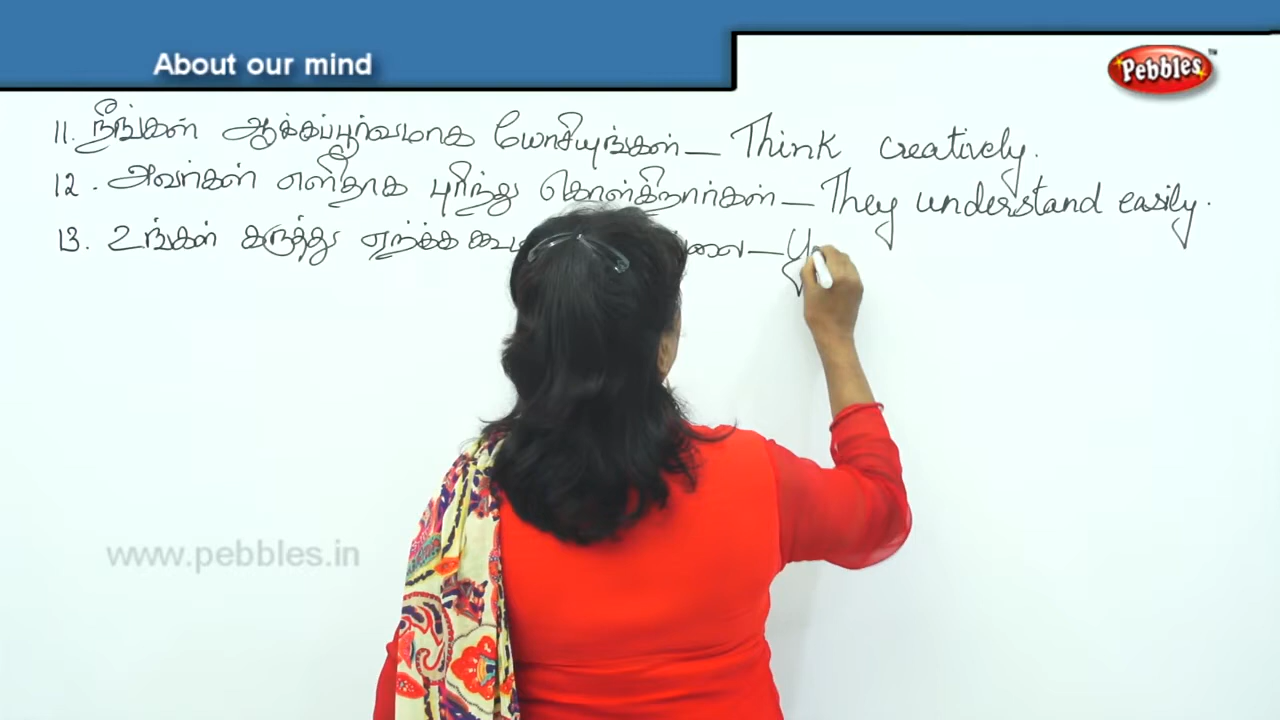 About our mind
Pebbles
11. நீங்கள் ஆக்கப்பூர்வமாக யோசியுங்கள் – Think creatively.
12. அவர்கள் எளிதாக புரிந்து கொள்கிறார்கள் – They understand easily.
13. உங்கள் கருத்து ஏற்க்க
www.pebbles.in